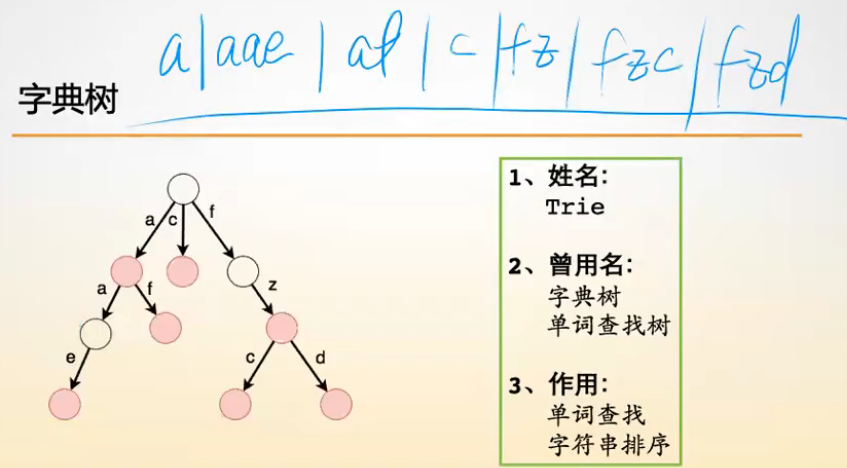 a|aae|af|c|fz|fzc|fzd
字典树
a c f
a f z
e c d
1、姓名:
Trie
2、曾用名:
字典树
单词查找树
3、作用:
单词查找
字符串排序